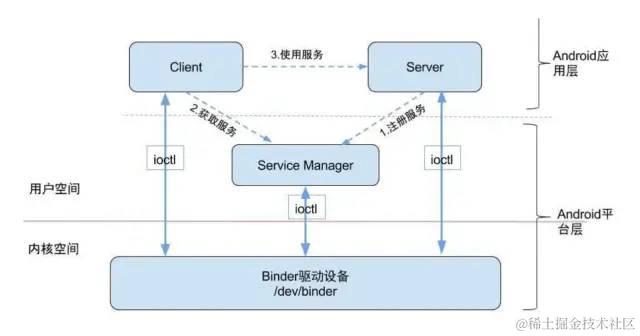 3.使用服务
Client
Server
Android应
用层
2.获取服务
1.注册服务
ioctl
Service Manager
ioctl
用户空间
ioctl
Android平
台层
内核空间
Binder驱动设备
/dev/binder
@稀土掘金技术社区